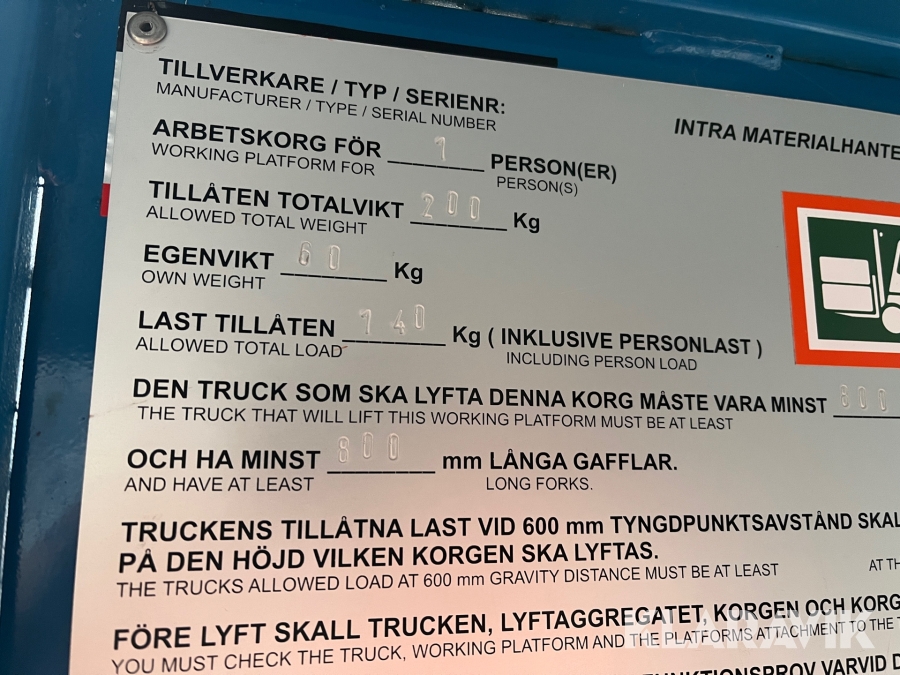 TILLVERKARE / TYP / SERIENR:
MANUFACTURER / TYPE / SERIAL NUMBER
INTRA MATERIALHANTE
ARBETSKORG FÖR 1 PERSON(ER)
WORKING PLATFORM FOR PERSON(S)
TILLÅTEN TOTALVIKT 200 Kg
ALLOWED TOTAL WEIGHT
EGENVIKT 60 Kg
OWN WEIGHT
LAST TILLÅTEN 140 Kg ( INKLUSIVE PERSONLAST )
ALLOWED TOTAL LOAD INCLUDING PERSON LOAD
DEN TRUCK SOM SKA LYFTA DENNA KORG MÅSTE VARA MINST 800
THE TRUCK THAT WILL LIFT THIS WORKING PLATFORM MUST BE AT LEAST
OCH HA MINST 800 mm LÅNGA GAFFLAR.
AND HAVE AT LEAST LONG FORKS.
TRUCKENS TILLÅTNA LAST VID 600 mm TYNGDPUNKTSAVSTÅND SKAL
PÅ DEN HÖJD VILKEN KORGEN SKA LYFTAS.
THE TRUCKS ALLOWED LOAD AT 600 mm GRAVITY DISTANCE MUST BE AT LEAST AT TH
FÖRE LYFT SKALL TRUCKEN, LYFTAGGREGATET, KORGEN OCH KORG
YOU MUST CHECK THE TRUCK, WORKING PLATFORM AND THE PLATFORMS ATTACHMENT TO THE T
KLARAVIK
NKTIONSPROV VARVID D